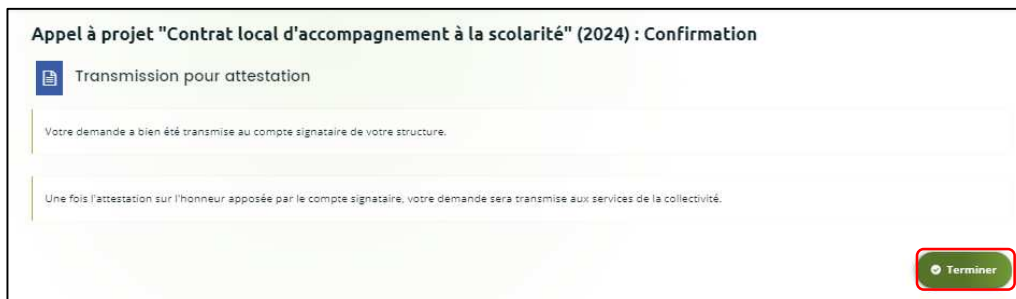 Appel à projet "Contrat local d'accompagnement à la scolarité" (2024) : Confirmation
Transmission pour attestation
Votre demande a bien été transmise au compte signataire de votre structure.
Une fois l'attestation sur l'honneur apposée par le compte signataire, votre demande sera transmise aux services de la collectivité.
Terminer